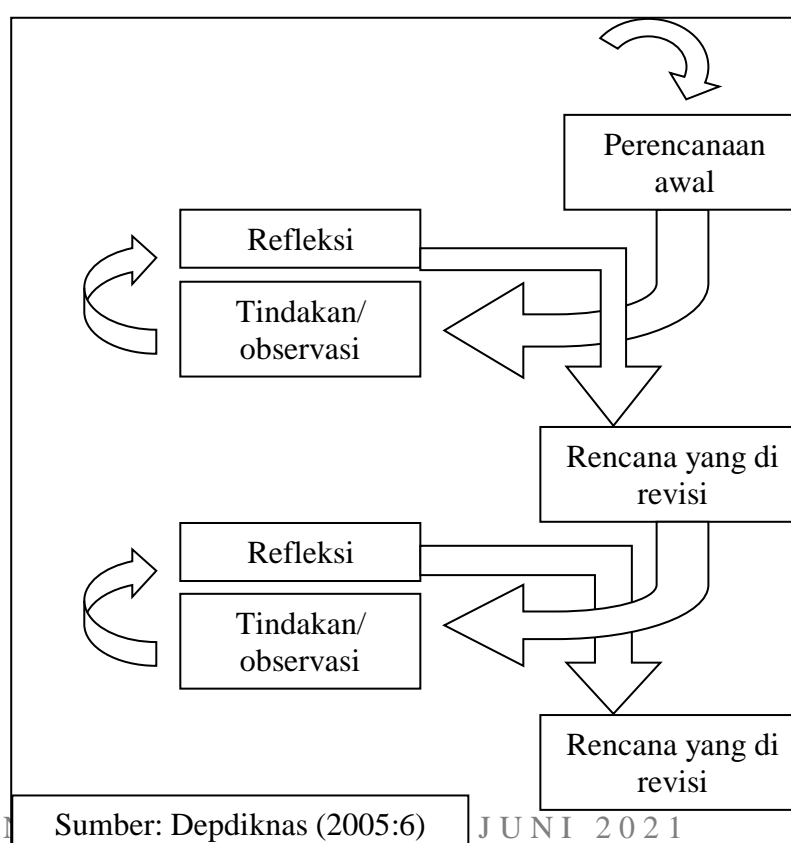 Perencanaan
awal
Refleksi
Tindakan/
observasi
Rencana yang di
revisi
Refleksi
Tindakan/
observasi
Rencana yang di
revisi
Sumber: Depdiknas (2005:6)
JUNI 2021